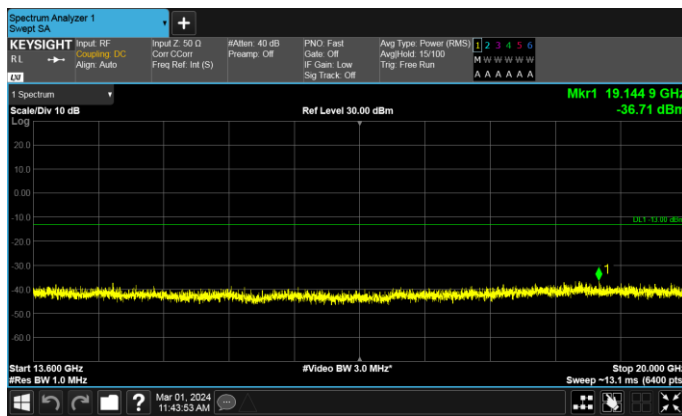 Spectrum Analyzer 1
Swept SA
+
KEYSIGHT Input: RF Input Z: 50 Ω #Atten: 40 dB PNO: Fast Avg Type: Power (RMS) 1 2 3 4 5 6
RL Coupling: DC Corr CCorr Preamp: Off Gate: Off Avg|Hold: 15/100 M W W W W W
Align: Auto Freq Ref: Int (S) IF Gain: Low Trig: Free Run
Sig Track: Off A A A A A A
LXI
1 Spectrum Mkr1 19.144 9 GHz
Scale/Div 10 dB Ref Level 30.00 dBm -36.71 dBm
Log
20.0
10.0
0.00
-10.0
DL1 -13.00 dBm
-20.0
-30.0
1
-40.0
-50.0
-60.0
Start 13.600 GHz #Video BW 3.0 MHz* Stop 20.000 GHz
#Res BW 1.0 MHz Sweep ~13.1 ms (6400 pts)
? Mar 01, 2024
11:43:53 AM